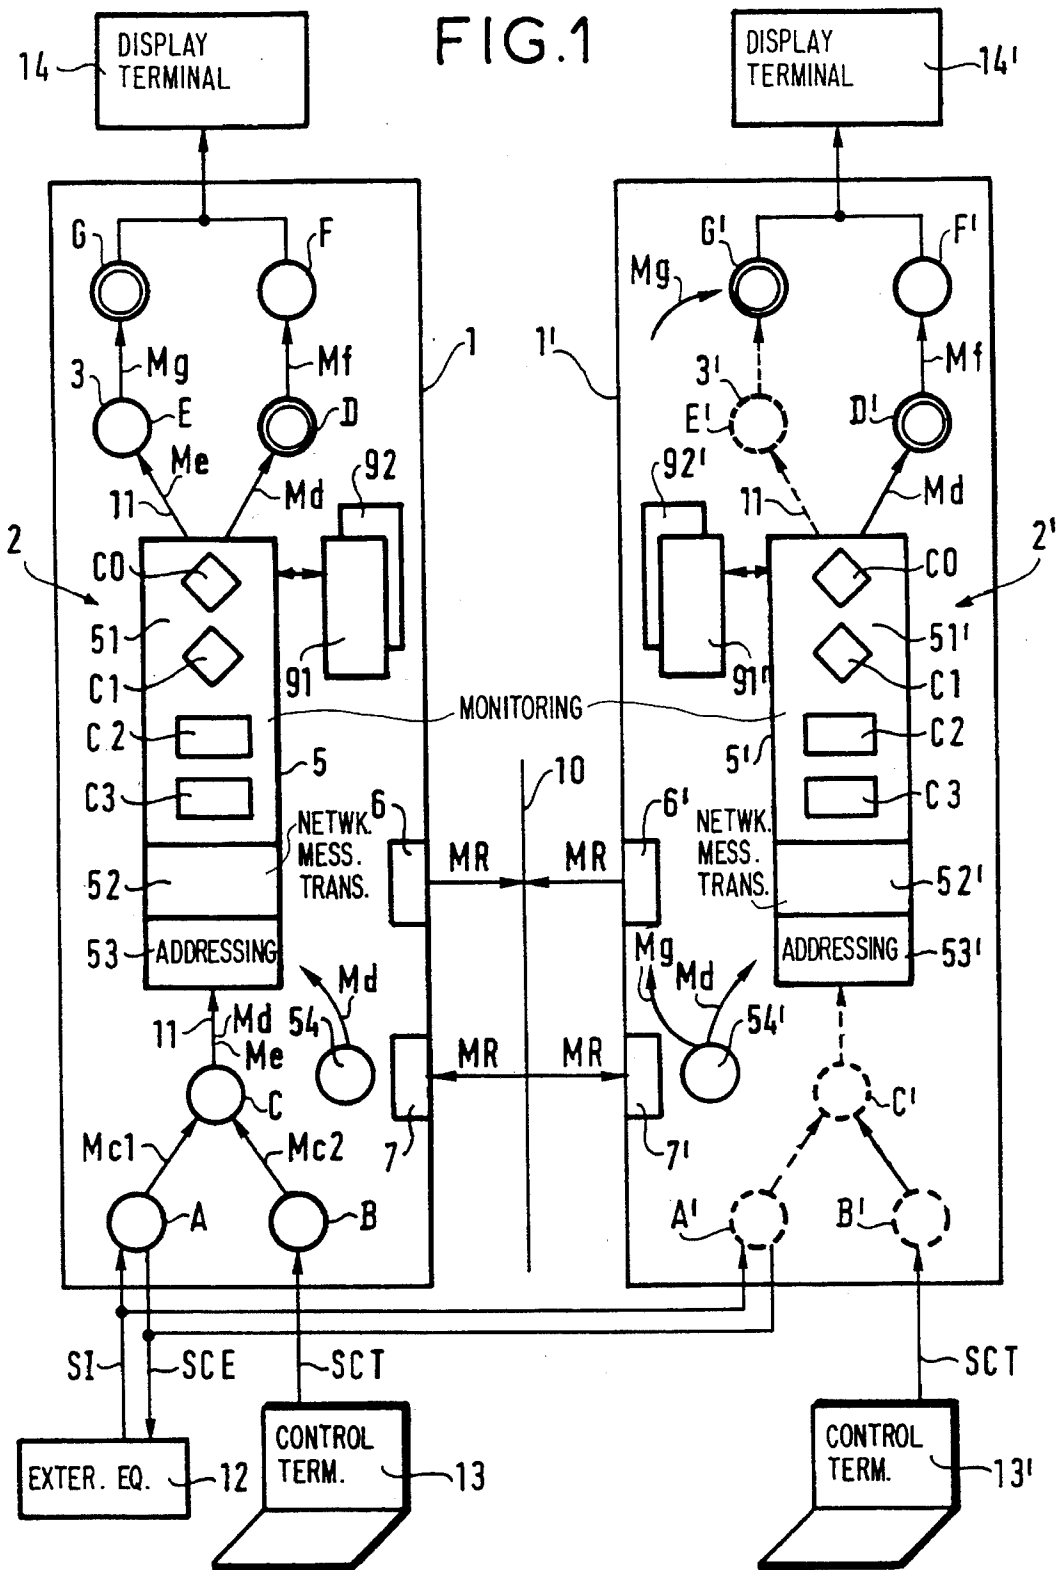 FIG.1
DISPLAY
TERMINAL
14
DISPLAY
TERMINAL
14'
G
F
G'
F'
Mg
1
1'
3
Mg
Mf
3'
Mf
E
D
E'
D'
Me
11
Md
92
92'
11
Md
2
2'
C0
C0
51
51'
91
91'
C1
C1
MONITORING
C2
C2
5
10
5'
C3
C3
6
6'
NETWK.
MESS.
TRANS.
NETWK.
MESS.
TRANS.
MR
MR
52
52'
53
ADDRESSING
ADDRESSING
53'
Md
Mg
Md
11
Md
Me
54
54'
MR
MR
C
C'
Mc1
Mc2
7
7'
A
B
A'
B'
SI
SCE
SCT
SCT
EXTER. EQ.
12
CONTROL
TERM.
13
CONTROL
TERM.
13'